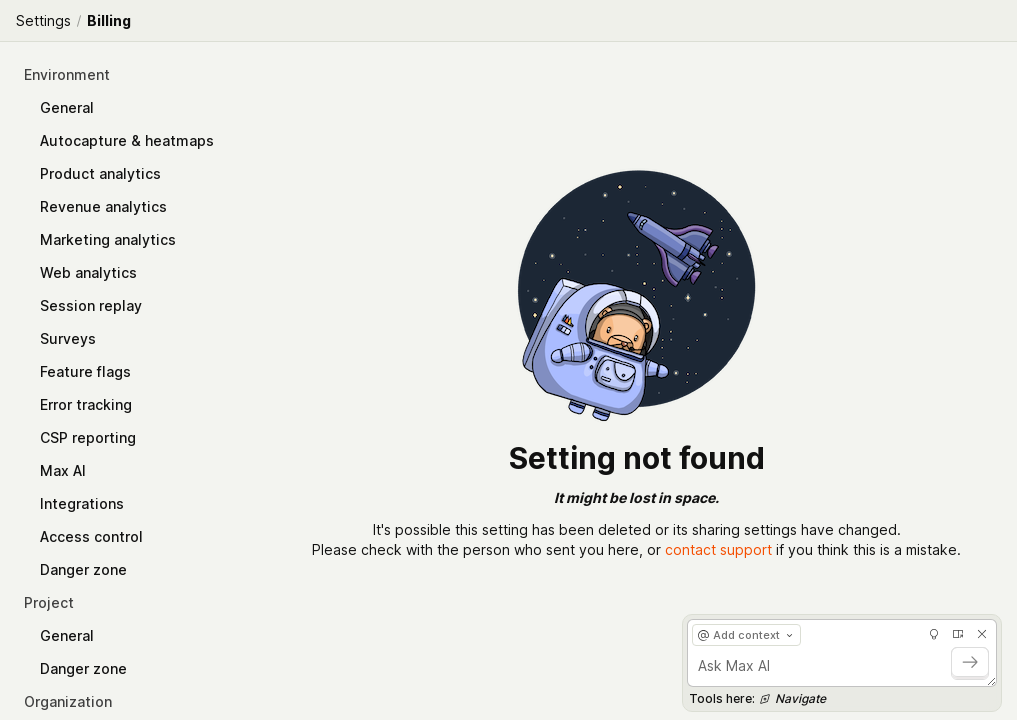 Settings / Billing
Environment
General
Autocapture & heatmaps
Product analytics
Revenue analytics
Marketing analytics
Web analytics
Session replay
Surveys
Feature flags
Error tracking
CSP reporting
Max AI
Integrations
Access control
Danger zone
Project
General
Danger zone
Organization
Setting not found
It might be lost in space.
It's possible this setting has been deleted or its sharing settings have changed.
Please check with the person who sent you here, or contact support if you think this is a mistake.
@ Add context
Ask Max AI
Tools here: Navigate